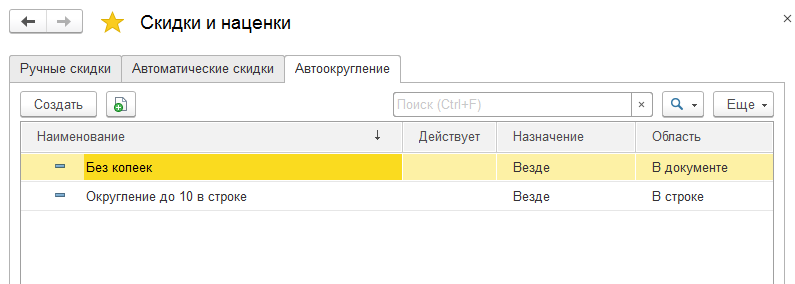 Скидки и наценки
Ручные скидки Автоматические скидки Автоокругление
Создать Поиск (Ctrl+F) × Еще
Наименование ↓ Действует Назначение Область
Без копеек Везде В документе
Округление до 10 в строке Везде В строке